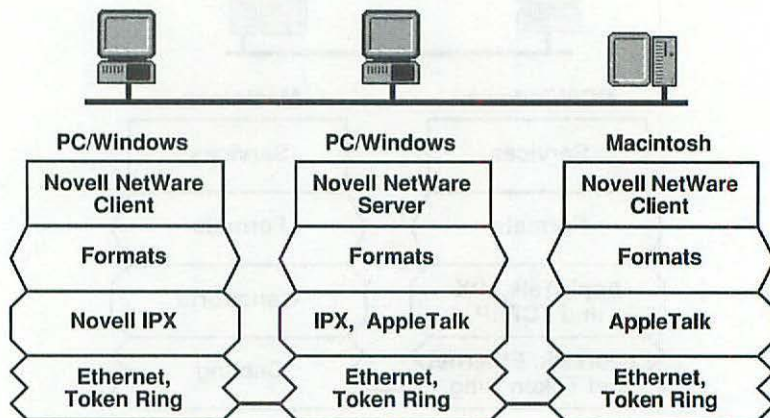 PC/Windows
PC/Windows
Macintosh
Novell NetWare
Client
Novell NetWare
Server
Novell NetWare
Client
Formats
Formats
Formats
Novell IPX
IPX, AppleTalk
AppleTalk
Ethernet,
Token Ring
Ethernet,
Token Ring
Ethernet,
Token Ring